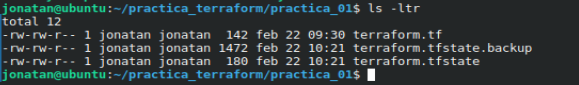 jonatan@ubuntu:~/practica_terraform/practica_01$ ls -ltr
total 12
-rw-rw-r-- 1 jonatan jonatan  142 feb 22 09:30 terraform.tf
-rw-rw-r-- 1 jonatan jonatan 1472 feb 22 10:21 terraform.tfstate.backup
-rw-rw-r-- 1 jonatan jonatan  180 feb 22 10:21 terraform.tfstate
jonatan@ubuntu:~/practica_terraform/practica_01$